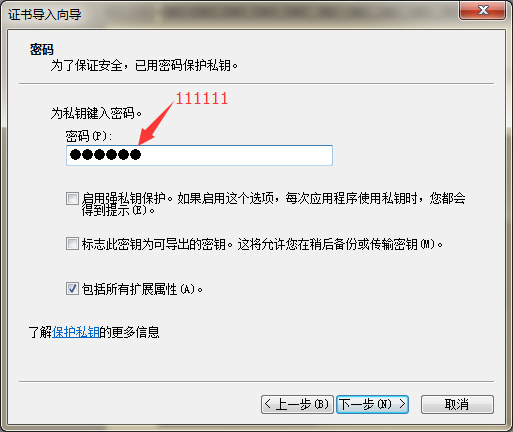 证书导入向导
密码
为了保证安全，已用密码保护私钥。
111111
为私钥键入密码。
密码(P):
●●●●●●
启用强私钥保护。如果启用这个选项，每次应用程序使用私钥时，您都会
得到提示(E)。
标志此密钥为可导出的密钥。这将允许您在稍后备份或传输密钥(M)。
包括所有扩展属性(A)。
了解保护私钥的更多信息
< 上一步(B) 下一步(N) > 取消